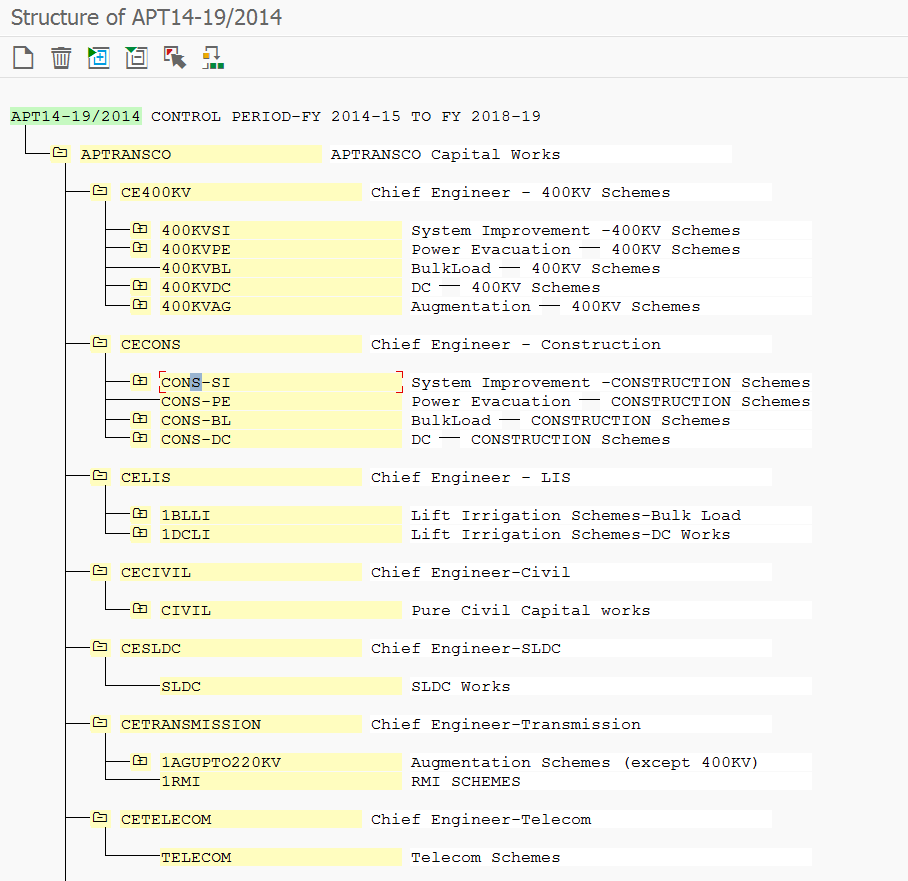 Structure of APT14-19/2014
APT14-19/2014 CONTROL PERIOD-FY 2014-15 TO FY 2018-19
APTRANSCO APTRANSCO Capital Works
CE400KV Chief Engineer - 400KV Schemes
400KVSI System Improvement -400KV Schemes
400KVPE Power Evacuation — 400KV Schemes
400KVBL BulkLoad — 400KV Schemes
400KVDC DC — 400KV Schemes
400KVAG Augmentation — 400KV Schemes
CECONS Chief Engineer - Construction
CONS-SI System Improvement -CONSTRUCTION Schemes
CONS-PE Power Evacuation — CONSTRUCTION Schemes
CONS-BL BulkLoad — CONSTRUCTION Schemes
CONS-DC DC — CONSTRUCTION Schemes
CELIS Chief Engineer - LIS
1BLLI Lift Irrigation Schemes-Bulk Load
1DCLI Lift Irrigation Schemes-DC Works
CECIVIL Chief Engineer-Civil
CIVIL Pure Civil Capital works
CESLDC Chief Engineer-SLDC
SLDC SLDC Works
CETRANSMISSION Chief Engineer-Transmission
1AGUPTO220KV Augmentation Schemes (except 400KV)
1RMI RMI SCHEMES
CETELECOM Chief Engineer-Telecom
TELECOM Telecom Schemes